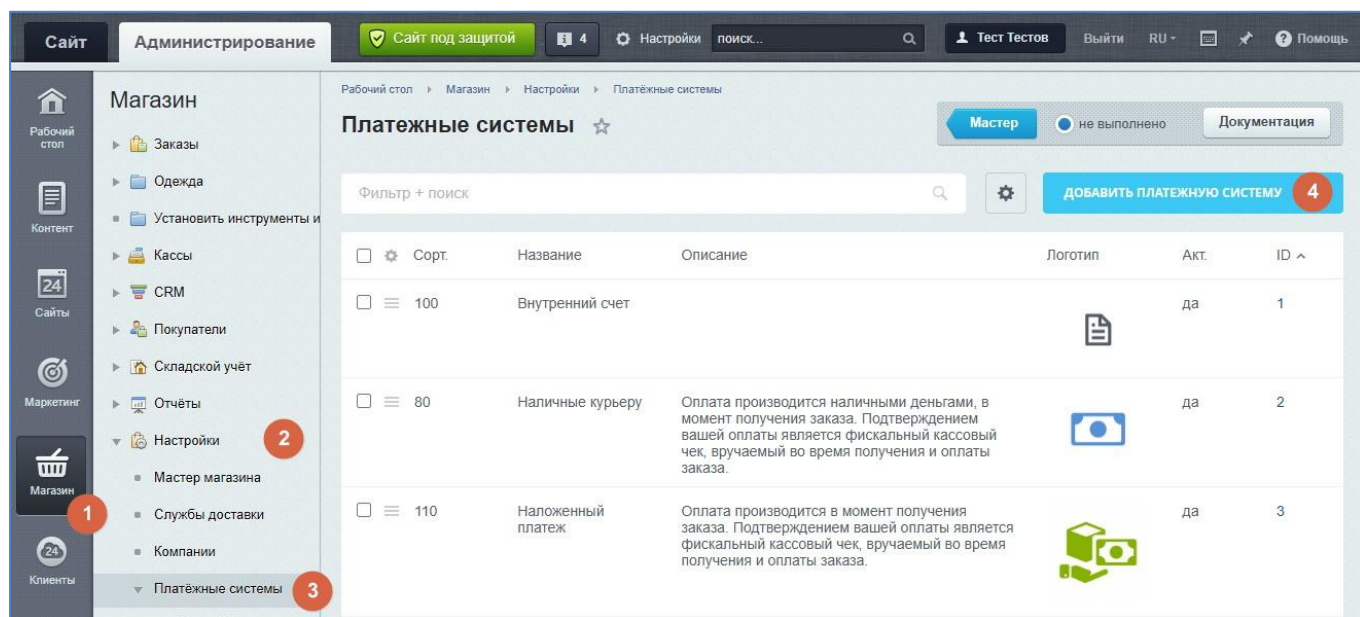 Сайт
Администрирование
Сайт под защитой
4
Настройки
поиск...
Тест Тестов
Выйти
RU
Помощь
Рабочий стол
Контент
24
Сайты
Маркетинг
Магазин
1
24
Клиенты
Магазин
Заказы
Одежда
Установить инструменты и
Кассы
CRM
Покупатели
Складской учёт
Отчёты
Настройки
2
Мастер магазина
Службы доставки
Компании
Платёжные системы
3
Рабочий стол Магазин Настройки Платёжные системы
Платежные системы
Мастер
не выполнено
Документация
Фильтр + поиск
ДОБАВИТЬ ПЛАТЕЖНУЮ СИСТЕМУ
4
Сорт. Название Описание Логотип Акт. ID
100 Внутренний счет да 1
80 Наличные курьеру Оплата производится наличными деньгами, в да 2
момент получения заказа. Подтверждением
вашей оплаты является фискальный кассовый
чек, вручаемый во время получения и оплаты
заказа.
110 Наложенный Оплата производится в момент получения да 3
платеж заказа. Подтверждением вашей оплаты является
фискальный кассовый чек, вручаемый во время
получения и оплаты заказа.